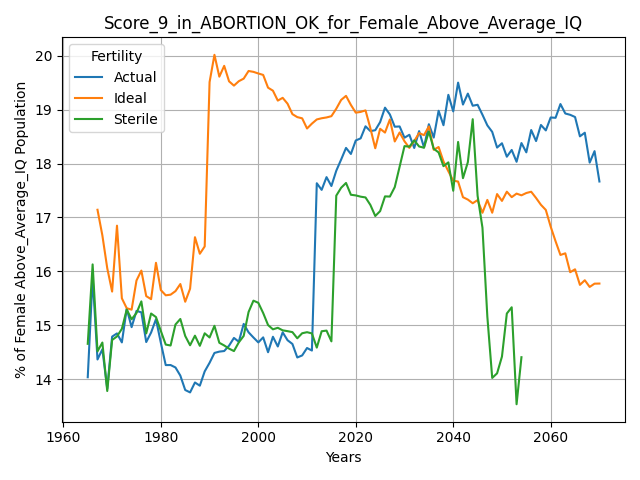 Score_9_in_ABORTION_OK_for_Female_Above_Average_IQ
Fertility
Actual
Ideal
Sterile
% of Female Above_Average_IQ Population
20
19
18
17
16
15
14
1960
1980
2000
2020
2040
2060
Years